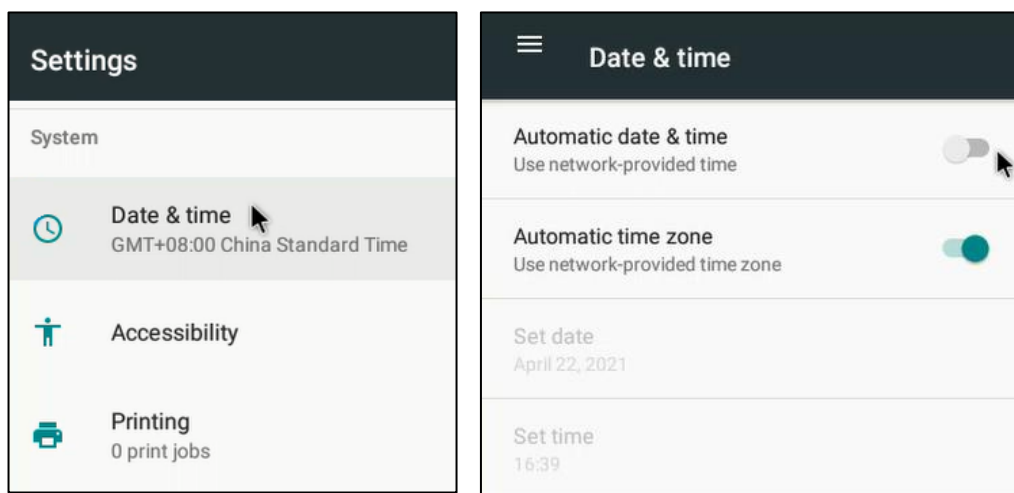 Settings
System
Date & time
GMT+08:00 China Standard Time
Accessibility
Printing
0 print jobs
Date & time
Automatic date & time
Use network-provided time
Automatic time zone
Use network-provided time zone
Set date
April 22, 2021
Set time
16:39